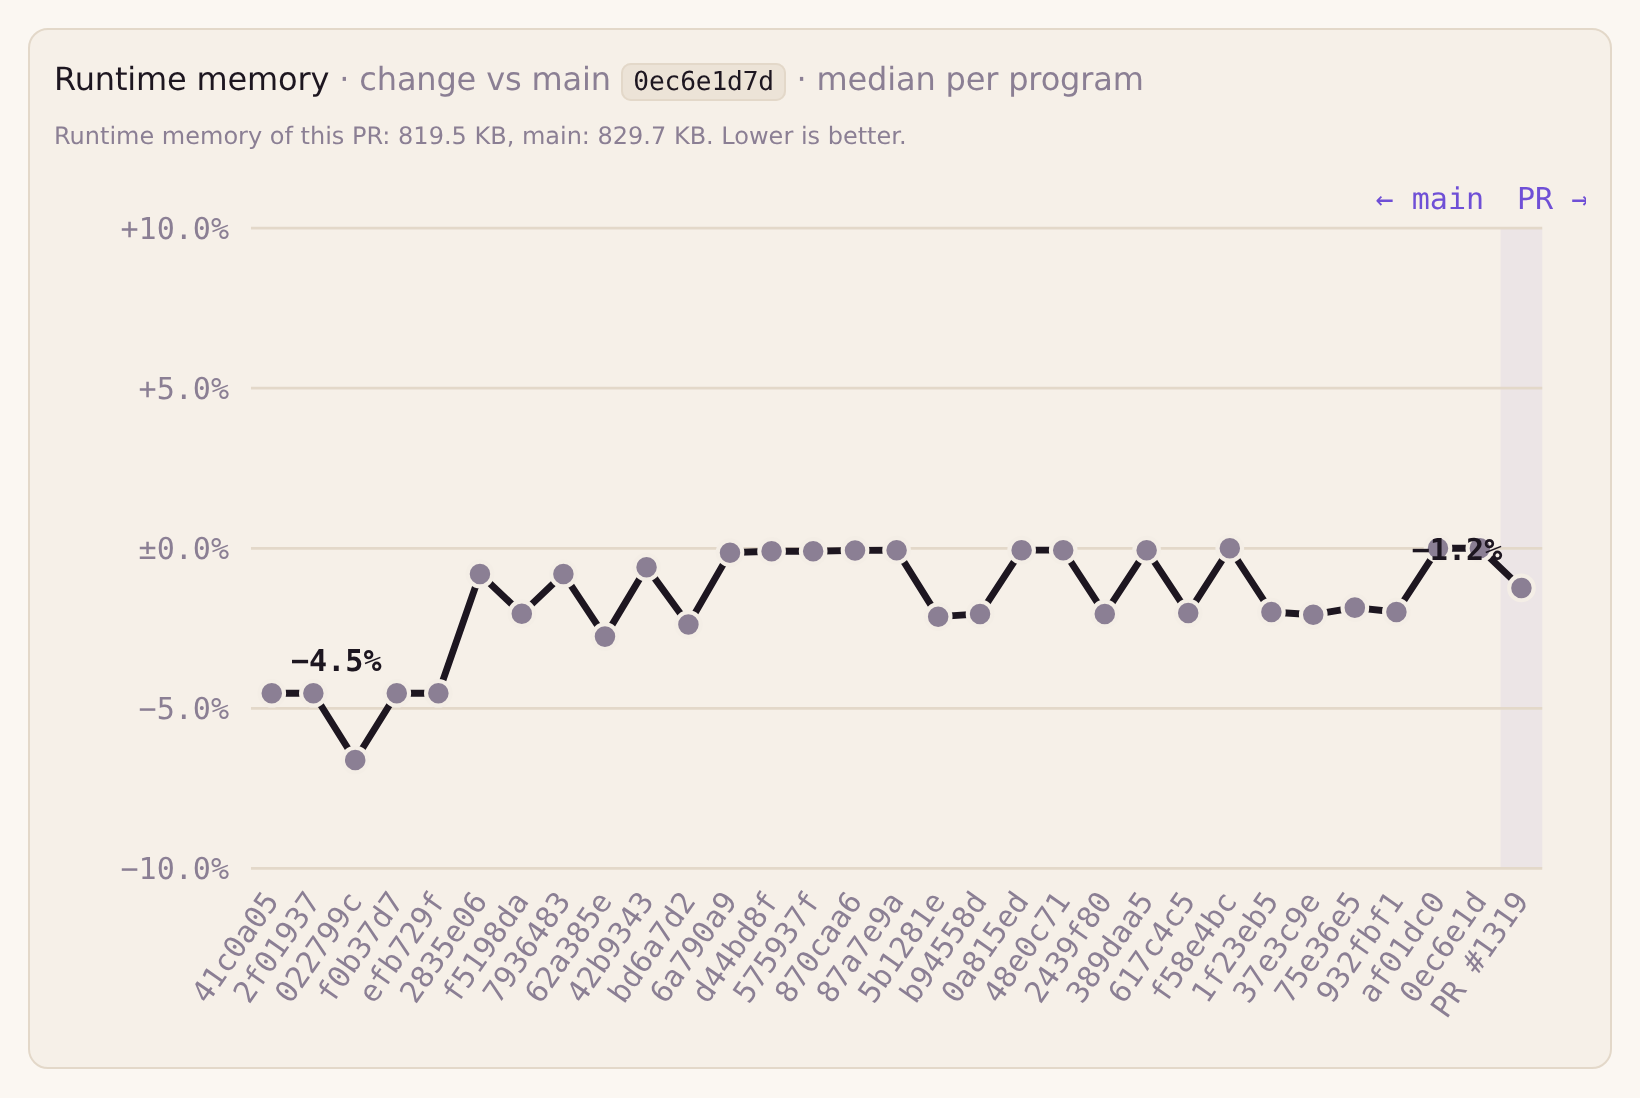 Runtime memory · change vs main 0ec6e1d7d · median per program
Runtime memory of this PR: 819.5 KB, main: 829.7 KB. Lower is better.
← main PR →
+10.0%
+5.0%
±0.0%
−5.0%
−10.0%
−4.5%
−1.2%
41c0a05
2f01937
022799c
f0b37d7
efb729f
2835e06
f5198da
7936483
62a385e
42b9343
bd6a7d2
6a790a9
d44bd8f
575937f
870caa6
87a7e9a
5b1281e
b94558d
0a815ed
48e0c71
2439f80
389daa5
617c4c5
f58e4bc
1f23eb5
37e3c9e
75e36e5
932fbf1
af01dc0
0ec6e1d
PR #1319